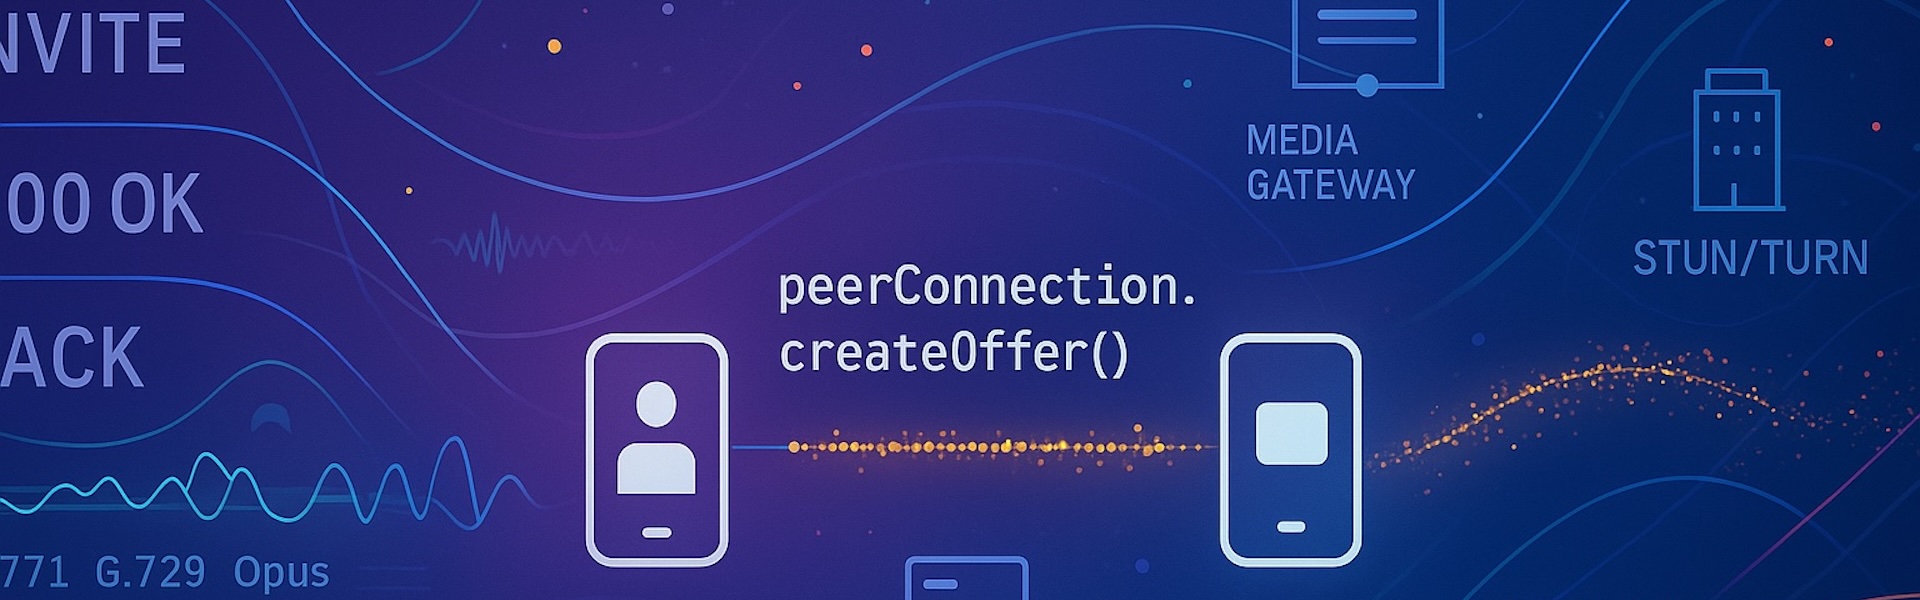 NVITE
00 OK
ACK
771 G.729 Opus
peerConnection.
createOffer()
MEDIA
GATEWAY
STUN/TURN